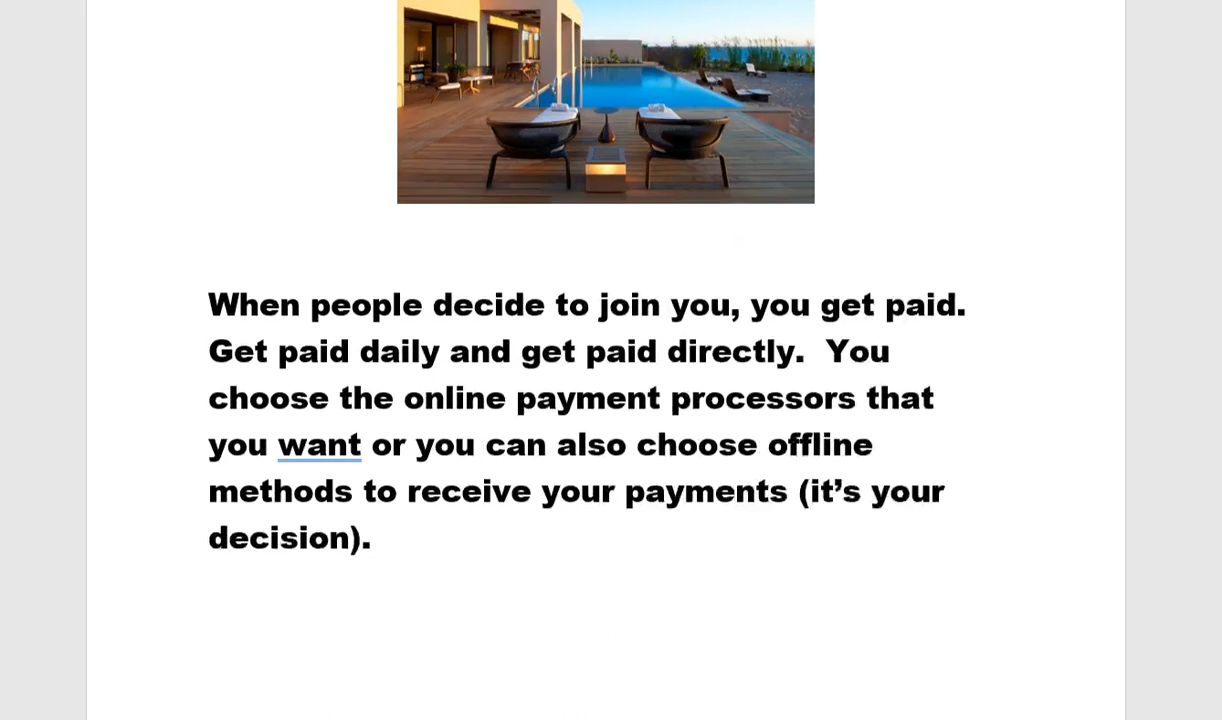 When people decide to join you, you get paid.
Get paid daily and get paid directly.  You
choose the online payment processors that
you want or you can also choose offline
methods to receive your payments (it’s your
decision).